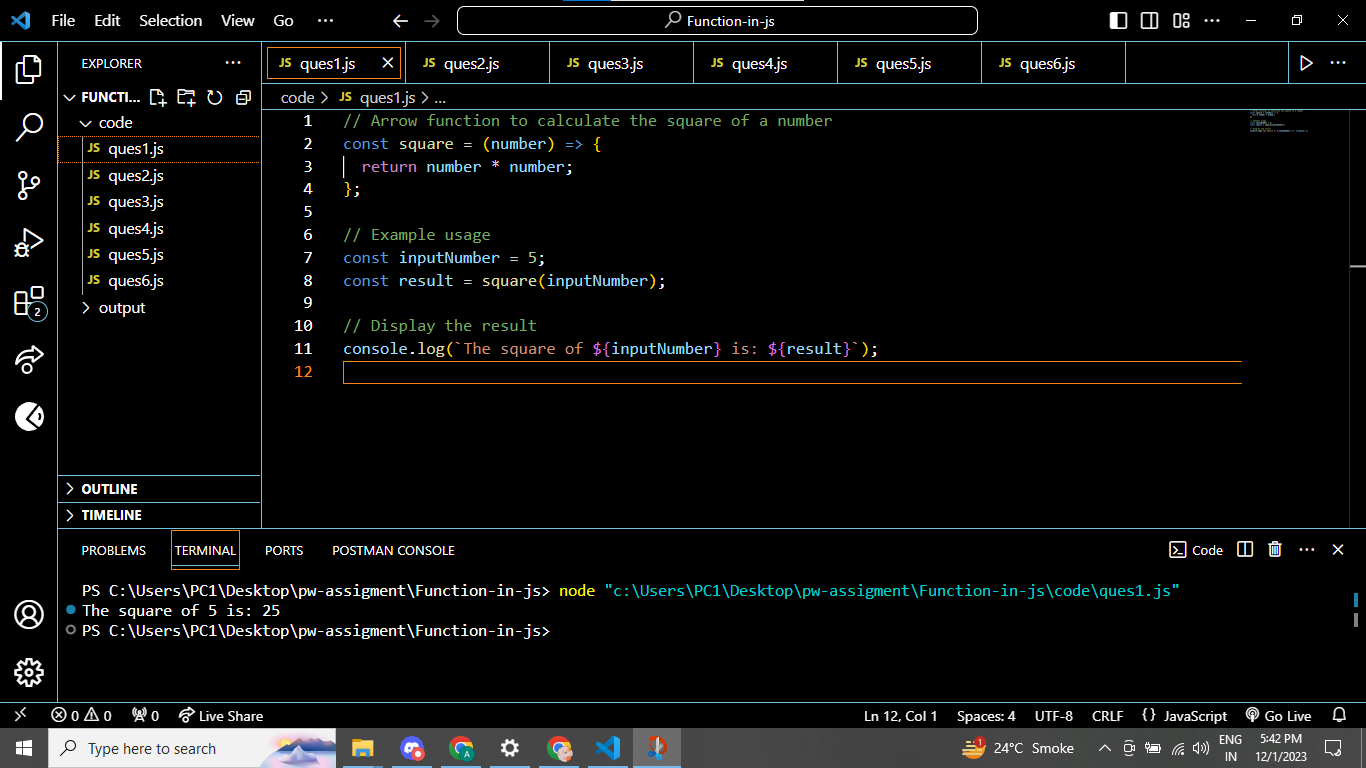 File Edit Selection View Go ··· Function-in-js
EXPLORER ···
FUNCTI...
code
JS ques1.js
JS ques2.js
JS ques3.js
JS ques4.js
JS ques5.js
JS ques6.js
output
OUTLINE
TIMELINE
2
JS ques1.js JS ques2.js JS ques3.js JS ques4.js JS ques5.js JS ques6.js
code > JS ques1.js > ...
1 // Arrow function to calculate the square of a number
2 const square = (number) => {
3 return number * number;
4 };
5
6 // Example usage
7 const inputNumber = 5;
8 const result = square(inputNumber);
9
10 // Display the result
11 console.log(`The square of ${inputNumber} is: ${result}`);
12
PROBLEMS TERMINAL PORTS POSTMAN CONSOLE Code
PS C:\Users\PC1\Desktop\pw-assigment\Function-in-js> node "c:\Users\PC1\Desktop\pw-assigment\Function-in-js\code\ques1.js"
The square of 5 is: 25
PS C:\Users\PC1\Desktop\pw-assigment\Function-in-js>
0 0 0 Live Share Ln 12, Col 1 Spaces: 4 UTF-8 CRLF {} JavaScript Go Live
Type here to search A 1 24°C Smoke ENG IN 5:42 PM 12/1/2023